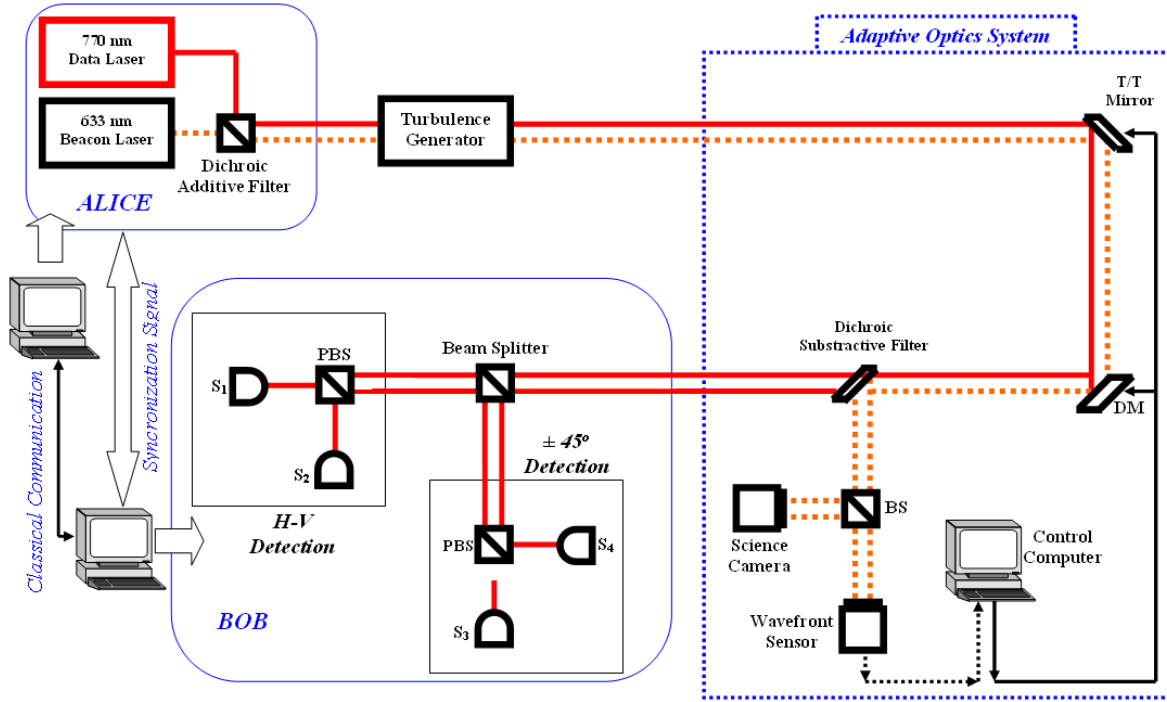 Adaptive Optics System
770 nm
Data Laser
633 nm
Beacon Laser
Dichroic
Additive Filter
ALICE
Turbulence
Generator
T/T
Mirror
Classical Communication
Syncronization Signal
PBS
S1
S2
H-V
Detection
Beam Splitter
± 45º
Detection
PBS
S4
S3
BOB
Dichroic
Substractive Filter
DM
BS
Science
Camera
Wavefront
Sensor
Control
Computer